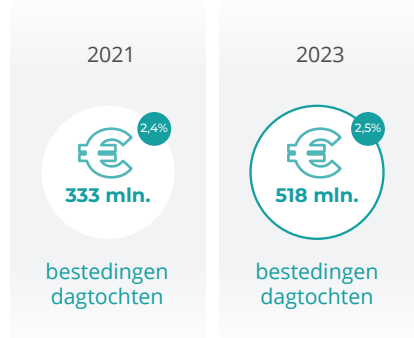 2021
2,4%
333 mln.
bestedingen
dagtochten
2023
2,5%
518 mln.
bestedingen
dagtochten